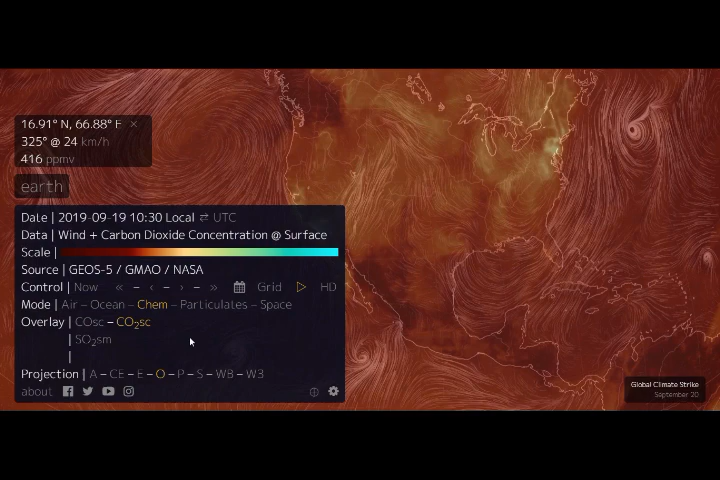 16.91° N, 66.88° E ×
325° @ 24 km/h
416 ppmv
earth
Date | 2019-09-19 10:30 Local ⇄ UTC
Data | Wind + Carbon Dioxide Concentration @ Surface
Scale |
Source | GEOS-5 / GMAO / NASA
Control | Now « – ‹ – › – » Grid ▷ HD
Mode | Air – Ocean – Chem – Particulates – Space
Overlay | COsc – CO₂sc
| SO₂sm
|
Projection | A – CE – E – O – P – S – WB – W3
about
Global Climate Strike
September 20